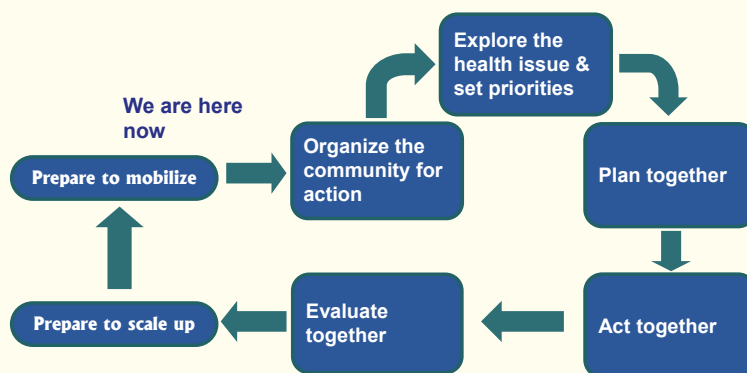 We are here
now
Prepare to mobilize
Organize the
community for
action
Explore the
health issue &
set priorities
Plan together
Act together
Evaluate
together
Prepare to scale up